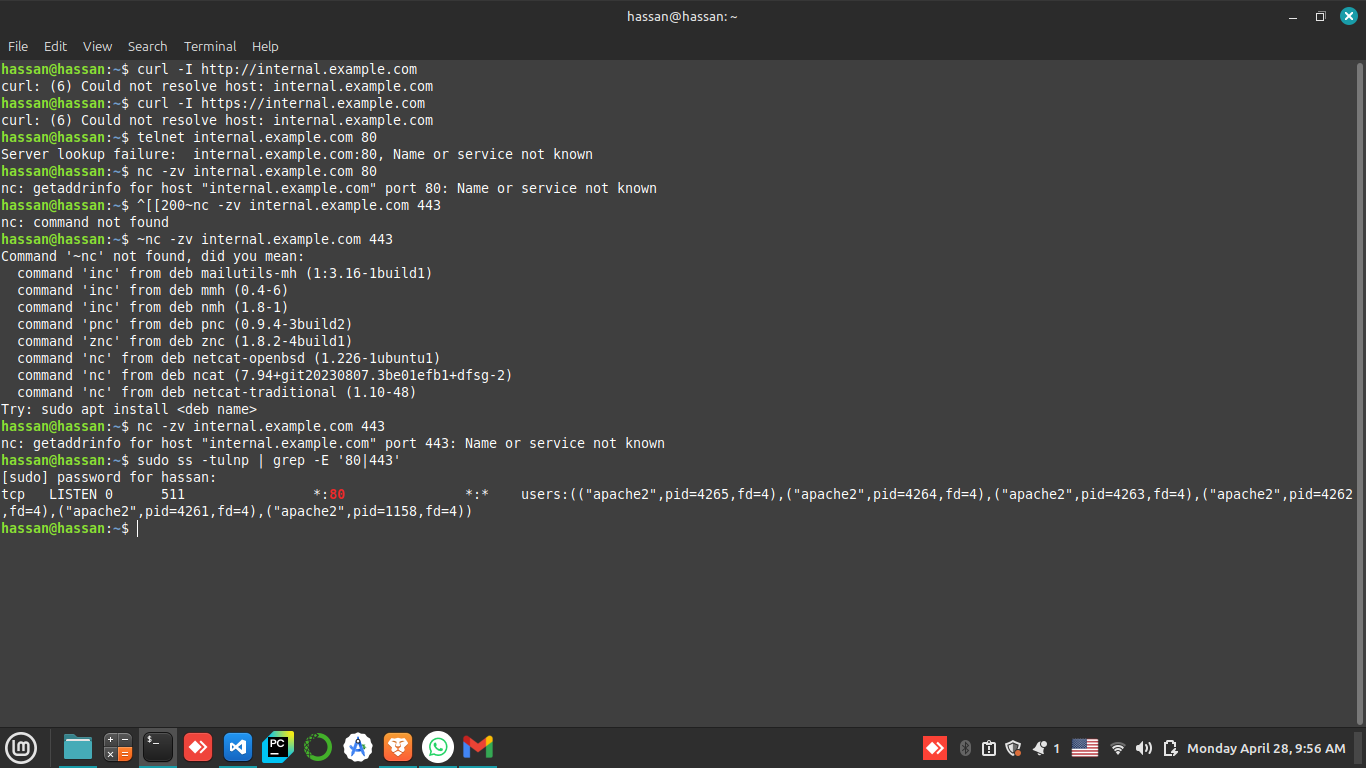 hassan@hassan: ~
File Edit View Search Terminal Help
hassan@hassan:~$ curl -I http://internal.example.com
curl: (6) Could not resolve host: internal.example.com
hassan@hassan:~$ curl -I https://internal.example.com
curl: (6) Could not resolve host: internal.example.com
hassan@hassan:~$ telnet internal.example.com 80
Server lookup failure:  internal.example.com:80, Name or service not known
hassan@hassan:~$ nc -zv internal.example.com 80
nc: getaddrinfo for host "internal.example.com" port 80: Name or service not known
hassan@hassan:~$ ^[[200~nc -zv internal.example.com 443
nc: command not found
hassan@hassan:~$ ~nc -zv internal.example.com 443
Command '~nc' not found, did you mean:
  command 'inc' from deb mailutils-mh (1:3.16-1build1)
  command 'inc' from deb mmh (0.4-6)
  command 'inc' from deb nmh (1.8-1)
  command 'pnc' from deb pnc (0.9.4-3build2)
  command 'znc' from deb znc (1.8.2-4build1)
  command 'nc' from deb netcat-openbsd (1.226-1ubuntu1)
  command 'nc' from deb ncat (7.94+git20230807.3be01efb1+dfsg-2)
  command 'nc' from deb netcat-traditional (1.10-48)
Try: sudo apt install <deb name>
hassan@hassan:~$ nc -zv internal.example.com 443
nc: getaddrinfo for host "internal.example.com" port 443: Name or service not known
hassan@hassan:~$ sudo ss -tulnp | grep -E '80|443'
[sudo] password for hassan:
tcp   LISTEN 0      511                *:80               *:*    users:(("apache2",pid=4265,fd=4),("apache2",pid=4264,fd=4),("apache2",pid=4263,fd=4),("apache2",pid=4262
,fd=4),("apache2",pid=4261,fd=4),("apache2",pid=1158,fd=4))
hassan@hassan:~$
$_ PC 1 Monday April 28, 9:56 AM